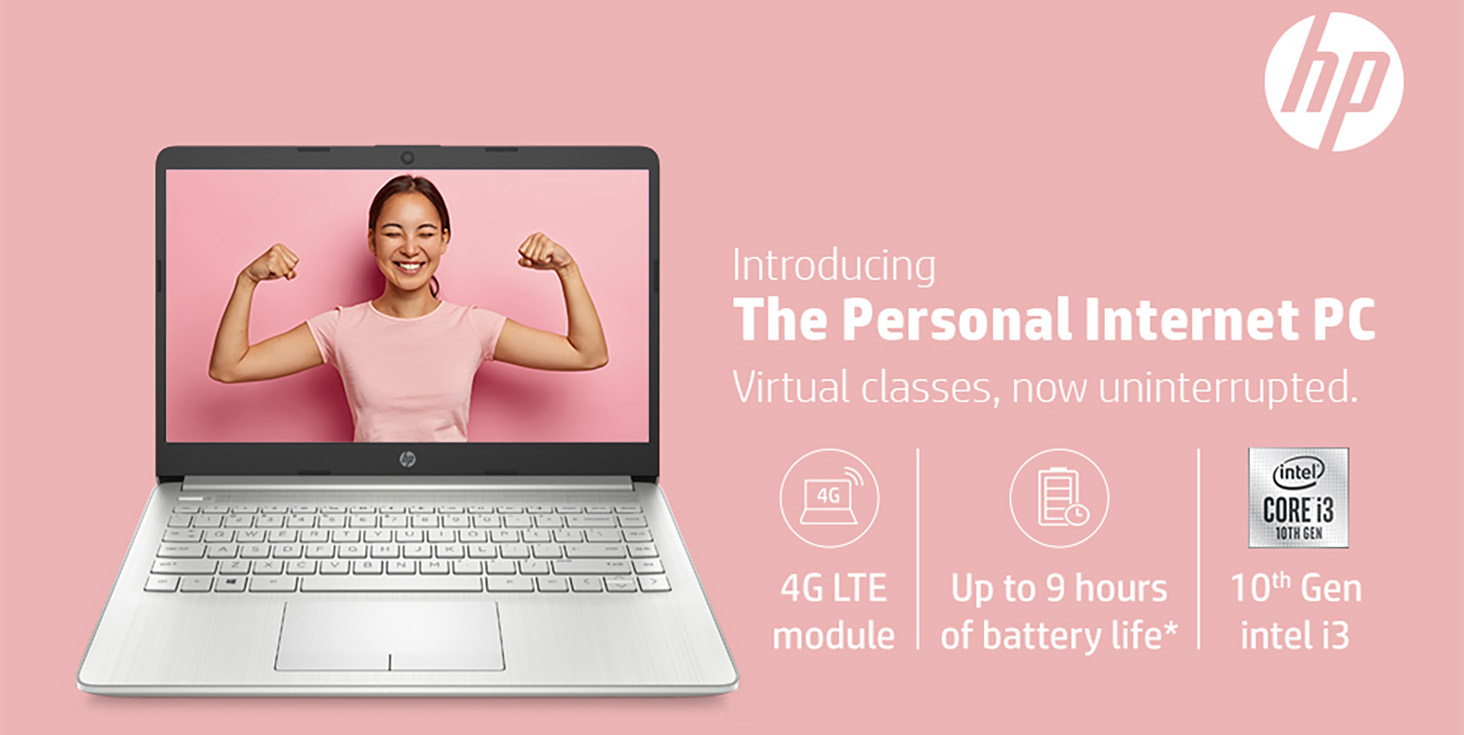 hp
Introducing
The Personal Internet PC
Virtual classes, now uninterrupted.
4G
intel
CORE i3
10TH GEN
4G LTE
module
Up to 9 hours
of battery life*
10th Gen
intel i3
hp